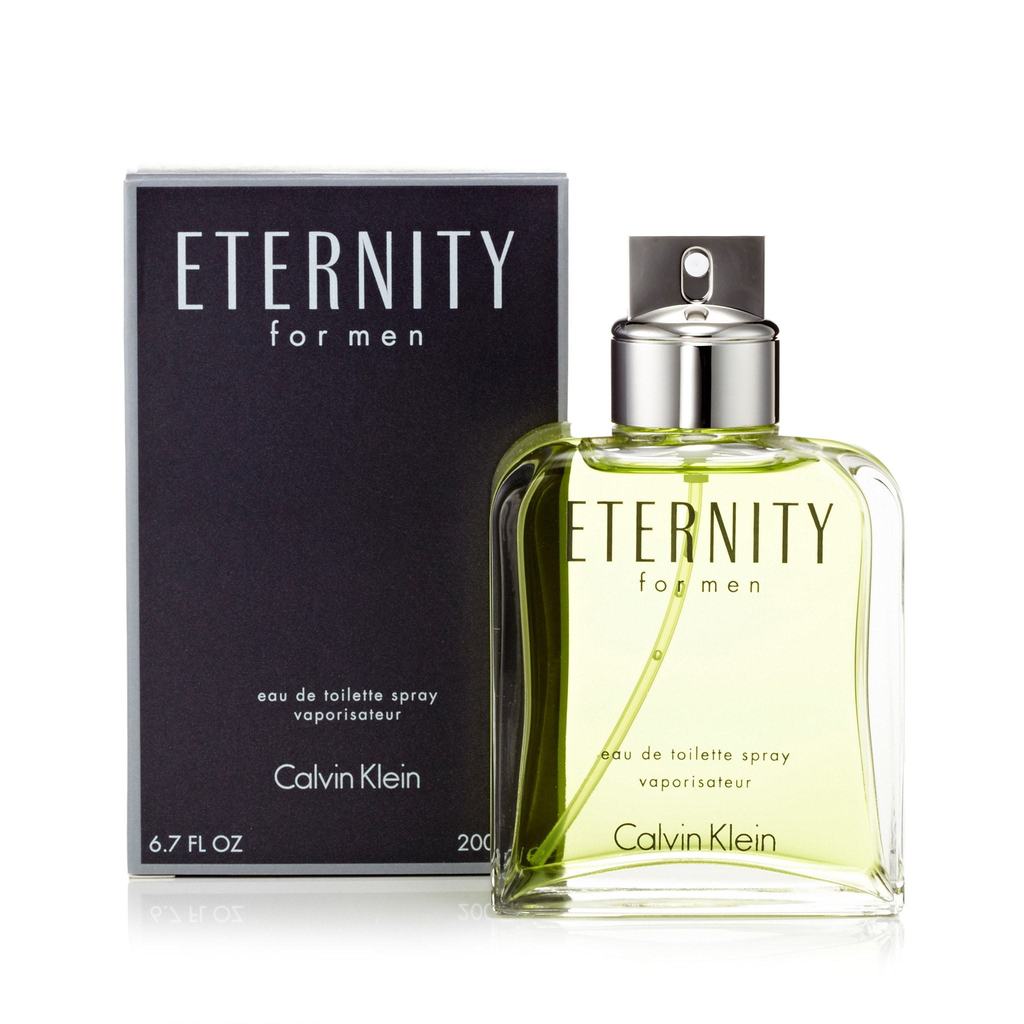 ETERNITY
for men
eau de toilette spray
vaporisateur
Calvin Klein
6.7 FL OZ
200
ETERNITY
for men
eau de toilette spray
vaporisateur
Calvin Klein